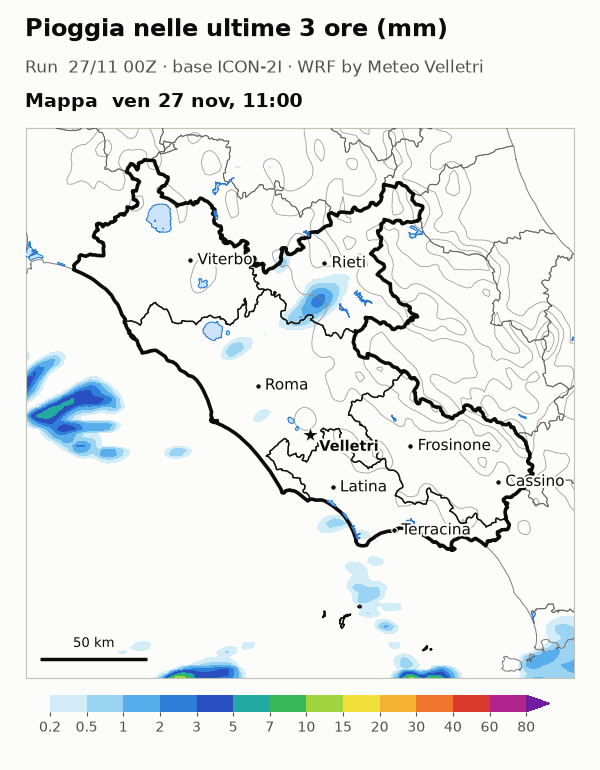 Pioggia nelle ultime 3 ore (mm)
Run 27/11 00Z · base ICON-2I · WRF by Meteo Velletri
Mappa ven 27 nov, 11:00
Viterbo
Rieti
Roma
Velletri
Frosinone
Latina
Cassino
Terracina
50 km
0.2 0.5 1 2 3 5 7 10 15 20 30 40 60 80